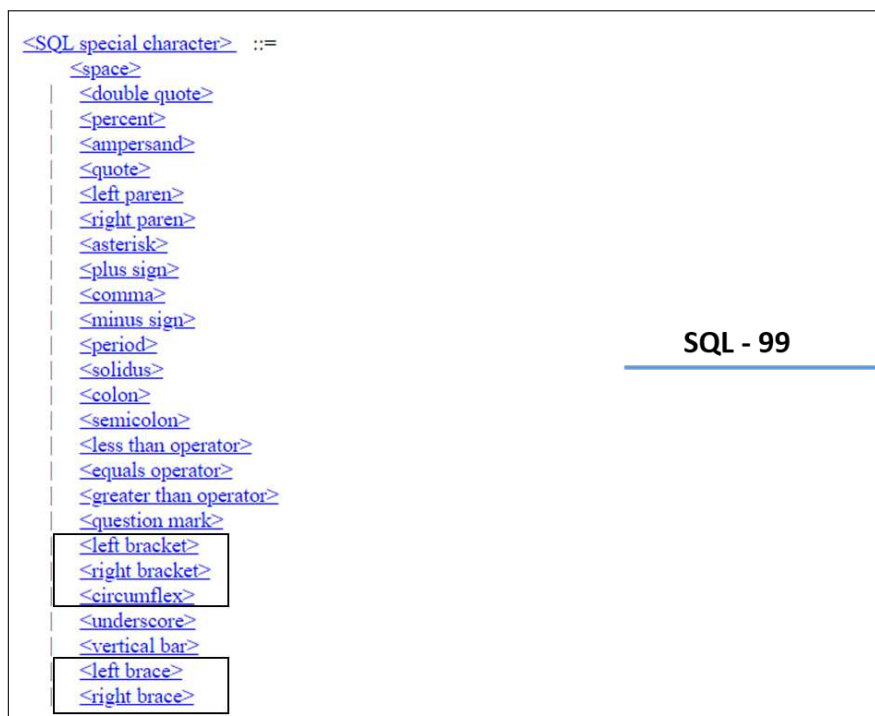 <SQL special character> ::=
<space>
| <double quote>
| <percent>
| <ampersand>
| <quote>
| <left paren>
| <right paren>
| <asterisk>
| <plus sign>
| <comma>
| <minus sign>
| <period>
| <solidus>
| <colon>
| <semicolon>
| <less than operator>
| <equals operator>
| <greater than operator>
| <question mark>
| <left bracket>
| <right bracket>
| <circumflex>
| <underscore>
| <vertical bar>
| <left brace>
| <right brace>
SQL - 99